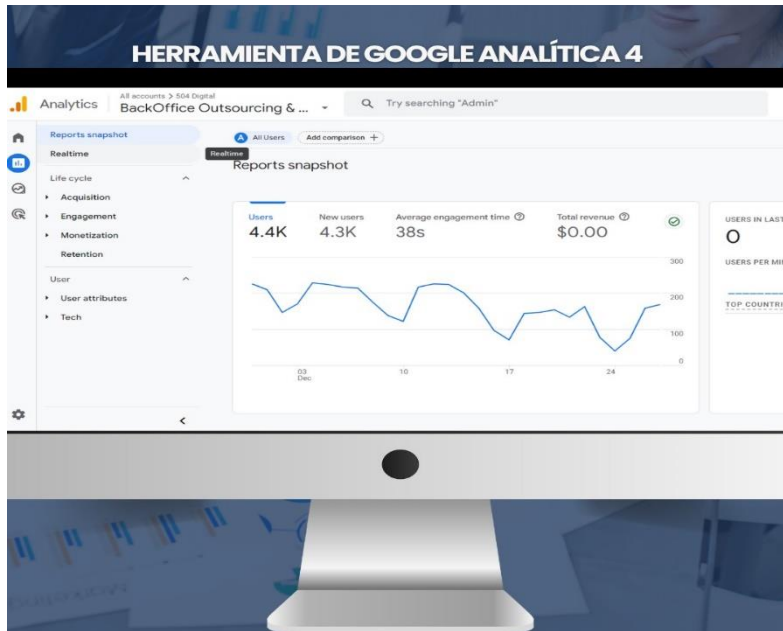 HERRAMIENTA DE GOOGLE ANALÍTICA 4
Analytics
All accounts > 504 Digital
BackOffice Outsourcing & ...
Try searching "Admin"
Reports snapshot
Realtime
Life cycle
Acquisition
Engagement
Monetization
Retention
User
User attributes
Tech
A All Users
Add comparison +
Realtime
Reports snapshot
Users
4.4K
New users
4.3K
Average engagement time
38s
Total revenue
$0.00
300
200
100
0
03
Dec
10
17
24
USERS IN LAST
0
USERS PER MI
TOP COUNTRI